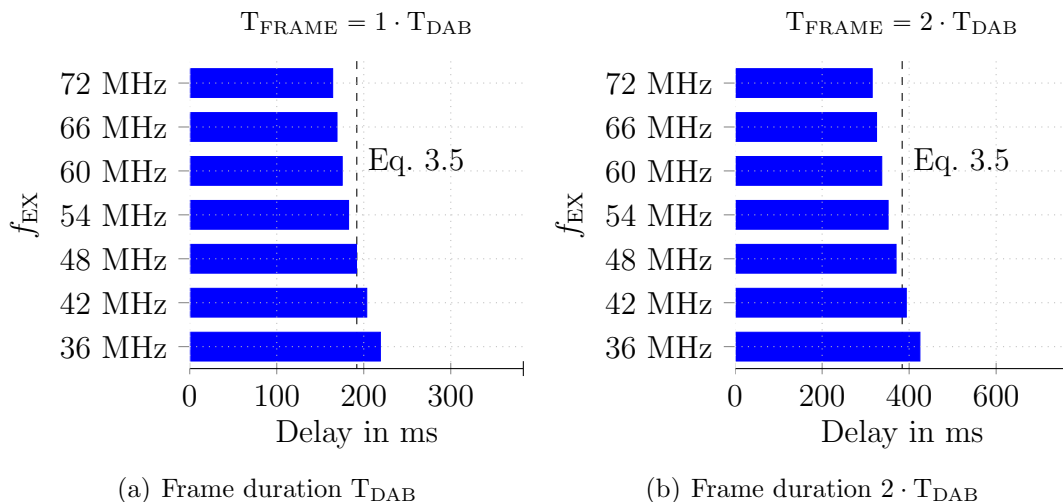 T_FRAME = 1 · T_DAB
72 MHz
66 MHz
60 MHz
54 MHz
48 MHz
42 MHz
36 MHz
f_EX
Eq. 3.5
0 100 200 300
Delay in ms
(a) Frame duration T_DAB
T_FRAME = 2 · T_DAB
72 MHz
66 MHz
60 MHz
54 MHz
48 MHz
42 MHz
36 MHz
f_EX
Eq. 3.5
0 200 400 600
Delay in ms
(b) Frame duration 2 · T_DAB